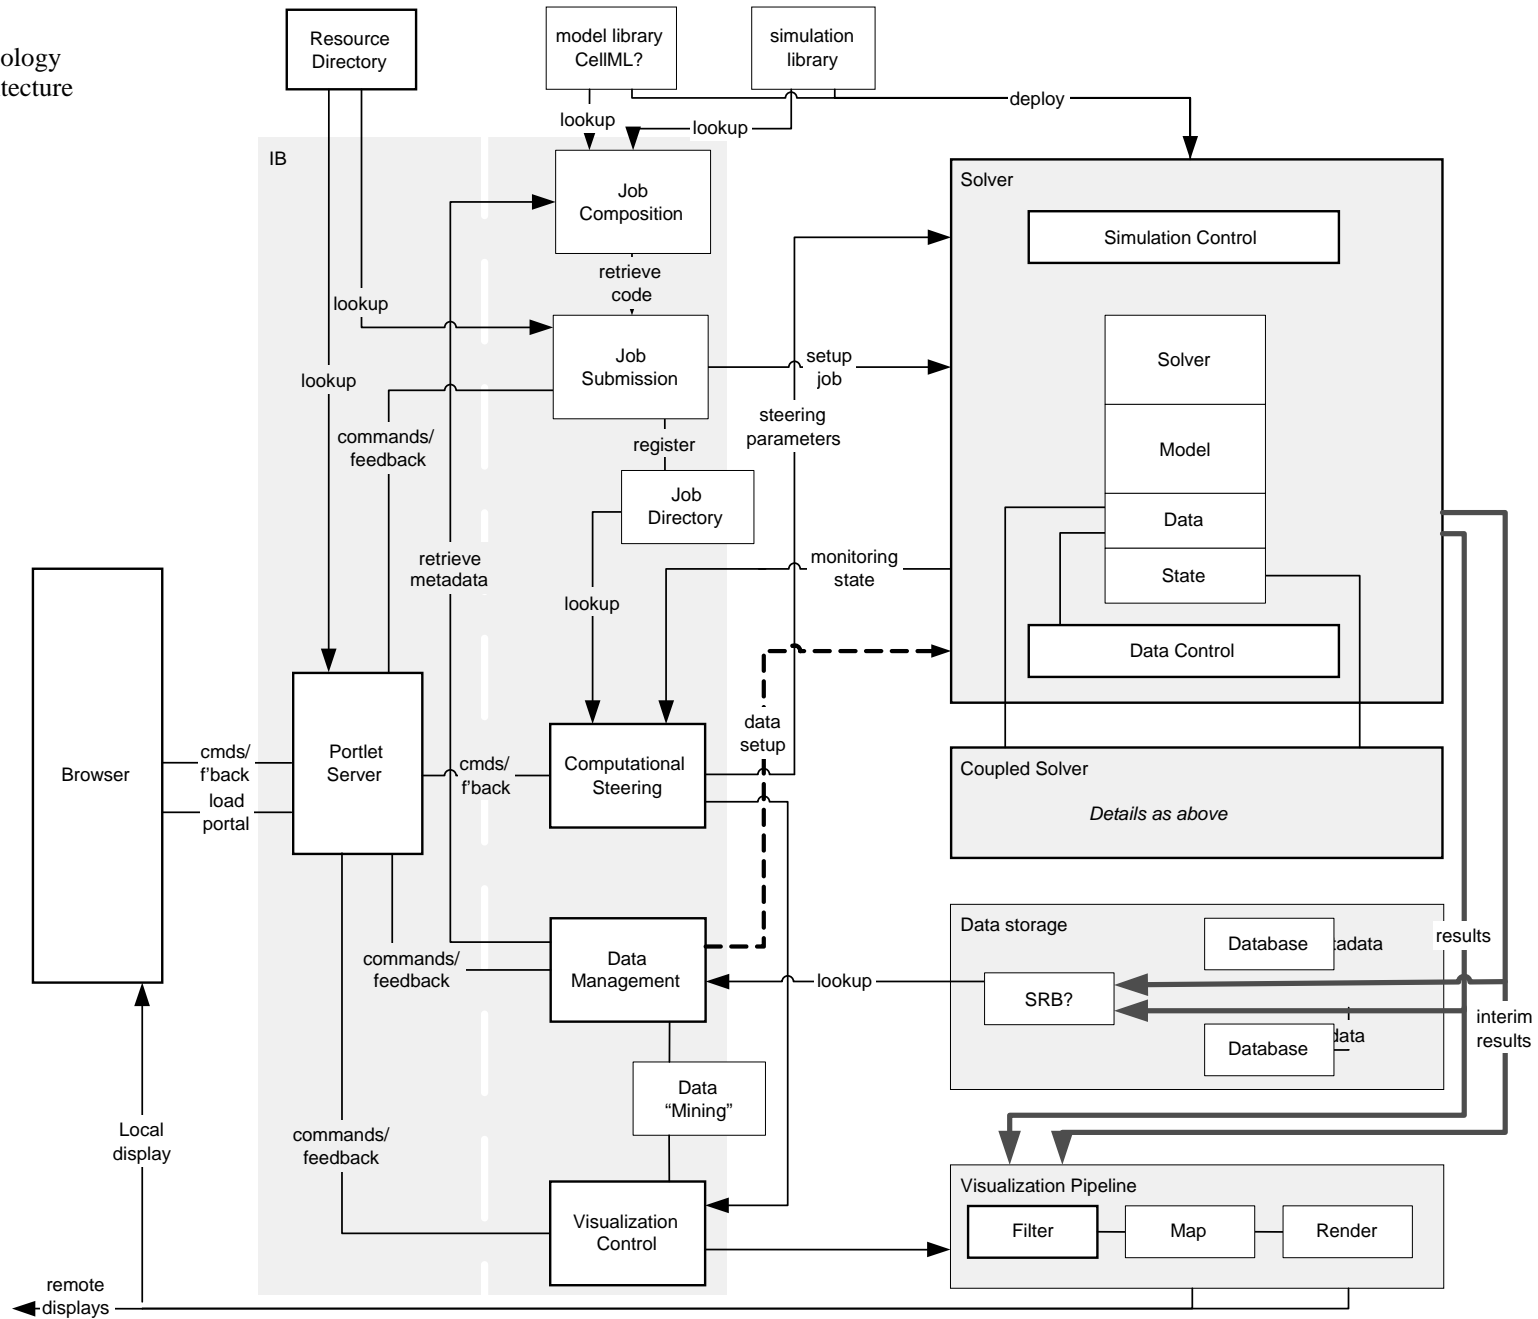 ology
tecture
Resource
Directory
model library
CellML?
simulation
library
deploy
lookup
lookup
IB
Job
Composition
Solver
Simulation Control
retrieve
code
lookup
Job
Submission
setup
job
Solver
lookup
steering
parameters
commands/
feedback
register
Model
Job
Directory
Data
retrieve
metadata
monitoring
state
State
lookup
Data Control
data
setup
Browser
cmds/
f'back
load
portal
Portlet
Server
cmds/
f'back
Computational
Steering
Coupled Solver
Details as above
commands/
feedback
Data
Management
lookup
Data storage
Database
tadata
results
SRB?
interim
results
Database
data
Data
“Mining”
Local
display
commands/
feedback
Visualization
Control
Visualization Pipeline
Filter
Map
Render
remote
displays